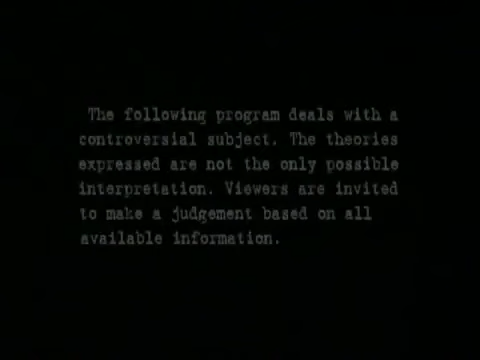 The following program deals with a
controversial subject. The theories
expressed are not the only possible
interpretation. Viewers are invited
to make a judgement based on all
available information.